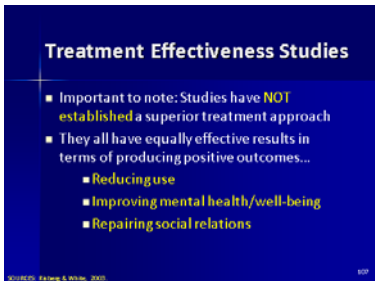 Treatment Effectiveness Studies
Important to note: Studies have NOT
established a superior treatment approach
They all have equally effective results in
terms of producing positive outcomes...
Reducing use
Improving mental health/well-being
Repairing social relations
SOURCES: & White, 2003.
107